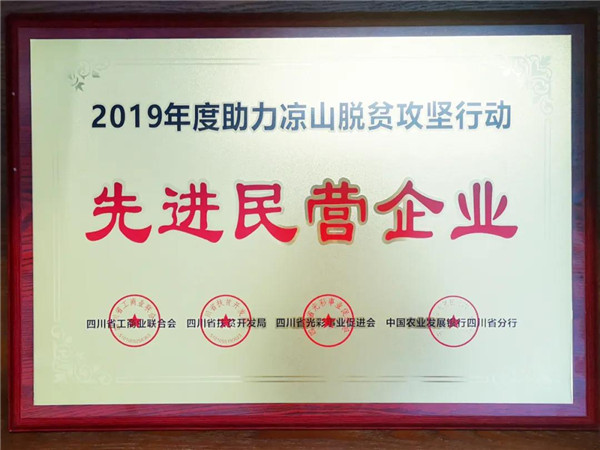 2019年度助力凉山脱贫攻坚行动
先进民营企业
四川省工商业联合会 四川省扶贫开发局 四川省光彩事业促进会 中国农业发展银行四川省分行